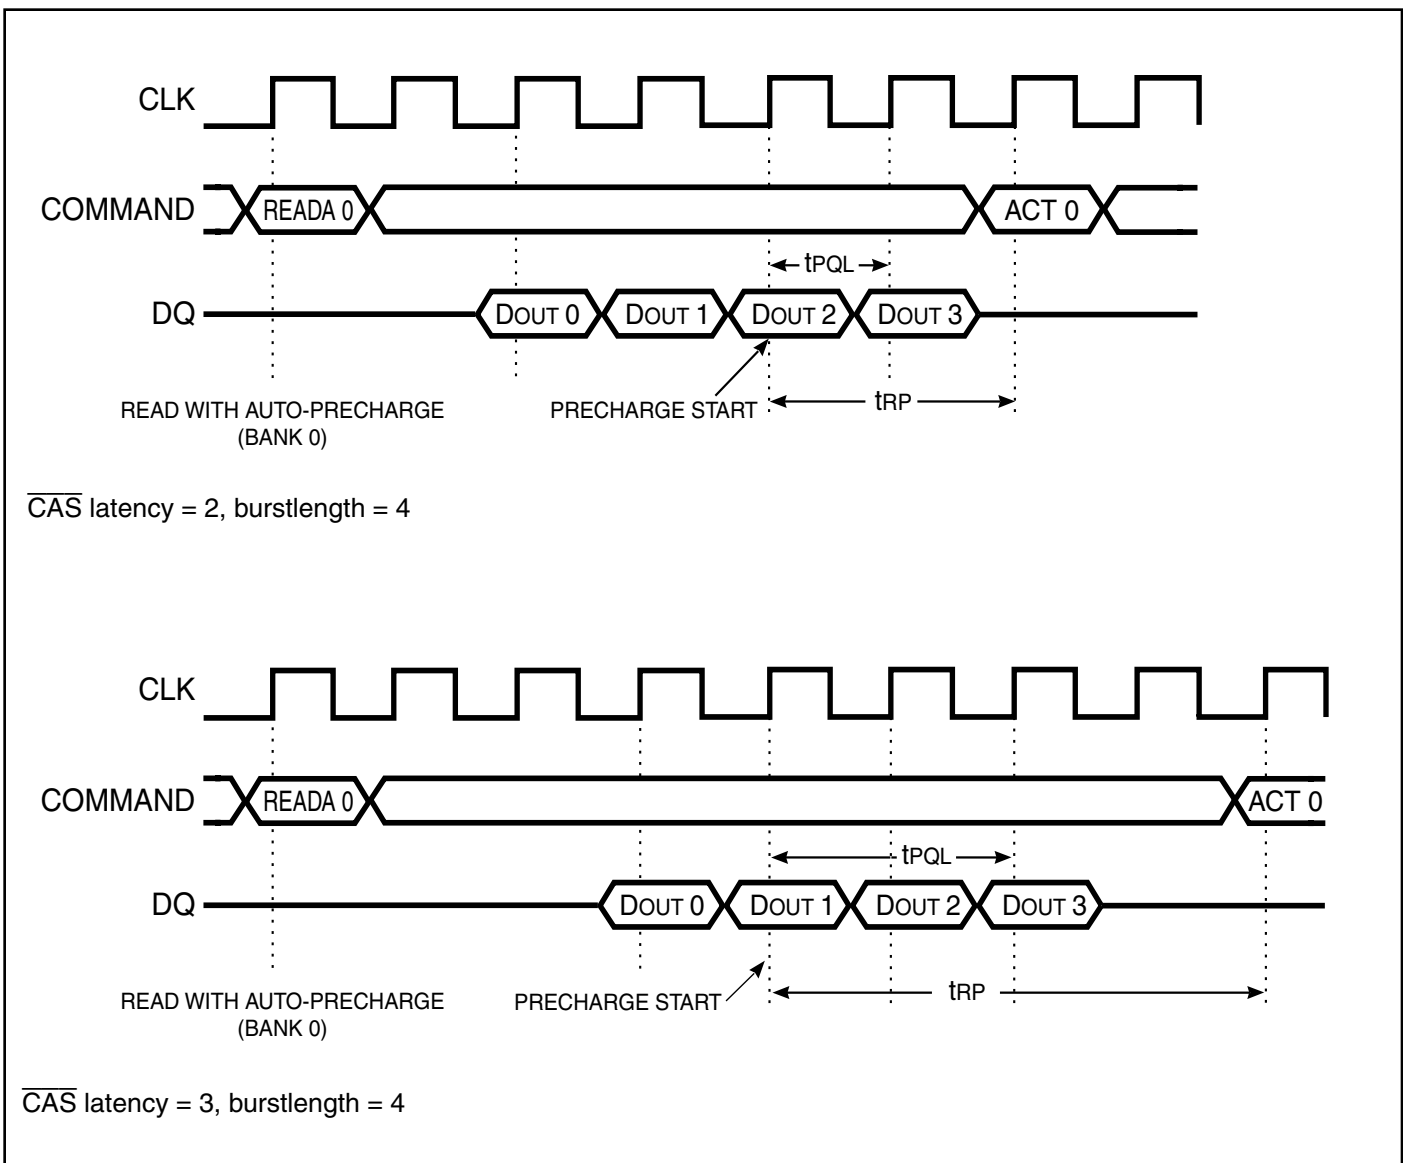 CLK
COMMAND
READA 0
ACT 0
tPQL
DQ
DOUT 0
DOUT 1
DOUT 2
DOUT 3
READ WITH AUTO-PRECHARGE
(BANK 0)
PRECHARGE START
tRP
CAS latency = 2, burstlength = 4
CLK
COMMAND
READA 0
ACT 0
tPQL
DQ
DOUT 0
DOUT 1
DOUT 2
DOUT 3
READ WITH AUTO-PRECHARGE
(BANK 0)
PRECHARGE START
tRP
CAS latency = 3, burstlength = 4